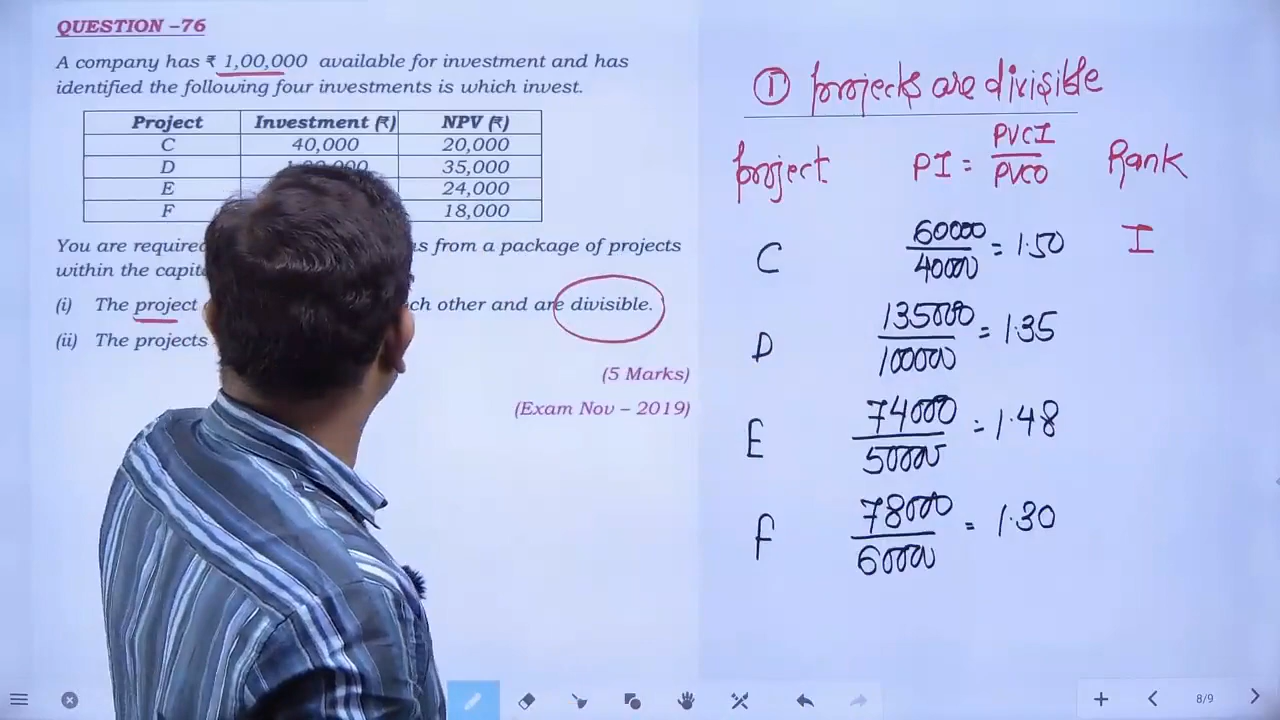 QUESTION –76
A company has ₹ 1,00,000 available for investment and has
identified the following four investments is which invest.
Project Investment (₹) NPV (₹)
C 40,000 20,000
D 35,000
E 24,000
F 18,000
You are required from a package of projects
within the
(i) The project other and are divisible.
(ii) The projects
(5 Marks)
(Exam Nov – 2019)
① projects are divisible
project PI = PVCI / PVCO Rank
C 60000 / 40000 = 1.50 I
D 135000 / 100000 = 1.35
E 74000 / 50000 = 1.48
F 78000 / 60000 = 1.30
8/9